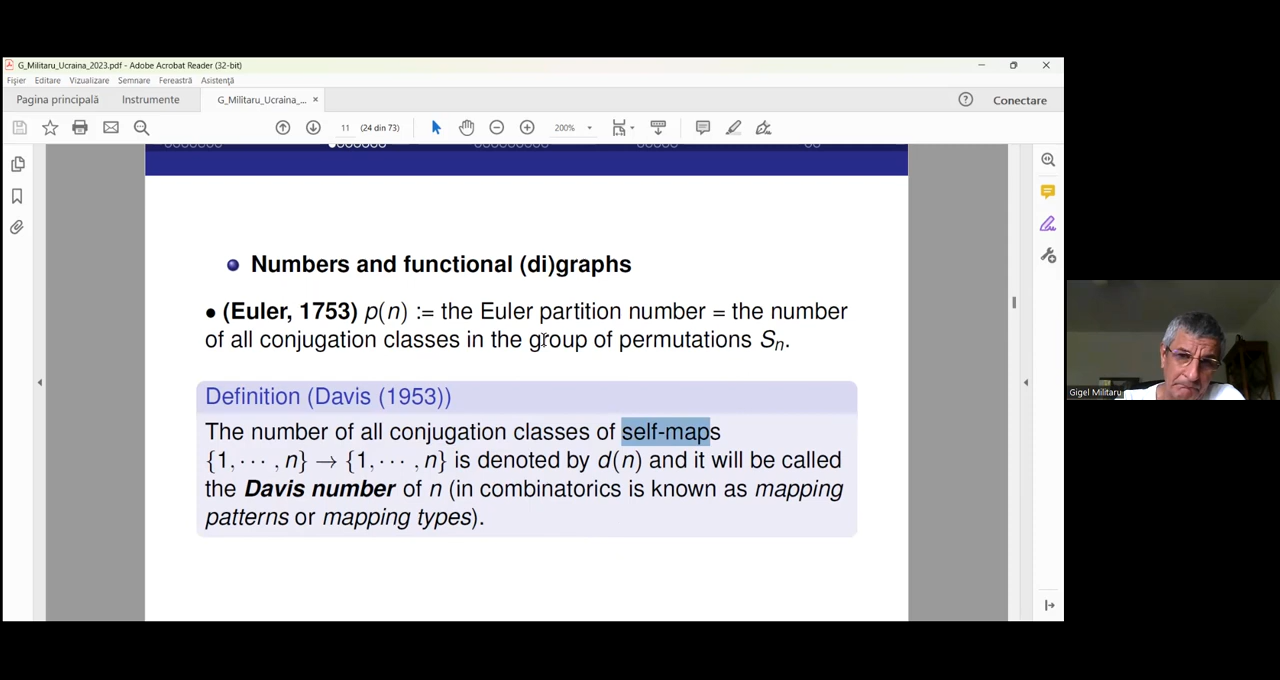 G_Militaru_Ucraina_2023.pdf - Adobe Acrobat Reader (32-bit)
Fișier Editare Vizualizare Semnare Fereastră Asistență
Pagina principală Instrumente G_Militaru_Ucraina_... × Conectare
11 (24 din 73) 200%
• Numbers and functional (di)graphs
• (Euler, 1753) p(n) := the Euler partition number = the number
of all conjugation classes in the group of permutations Sₙ.
Definition (Davis (1953))
The number of all conjugation classes of self-maps
{1, ⋯ , n} → {1, ⋯ , n} is denoted by d(n) and it will be called
the Davis number of n (in combinatorics is known as mapping
patterns or mapping types).
Gigel Militaru